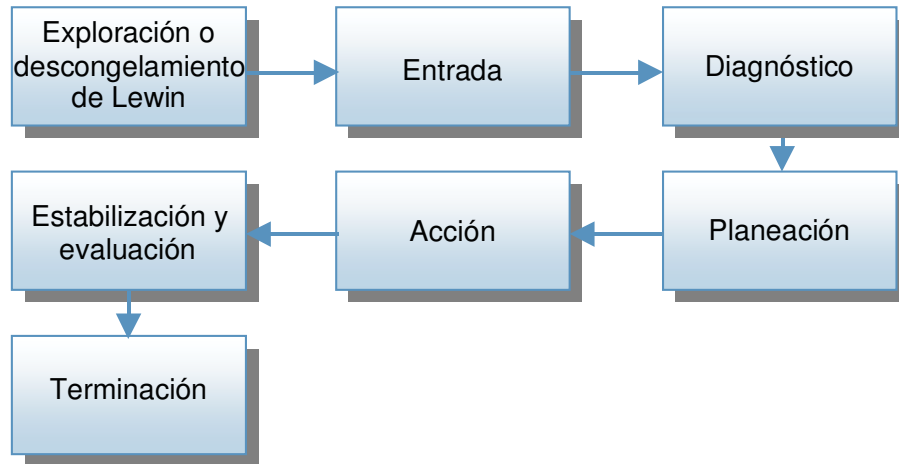 Exploración o
descongelamiento
de Lewin
Entrada
Diagnóstico
Planeación
Acción
Estabilización y
evaluación
Terminación